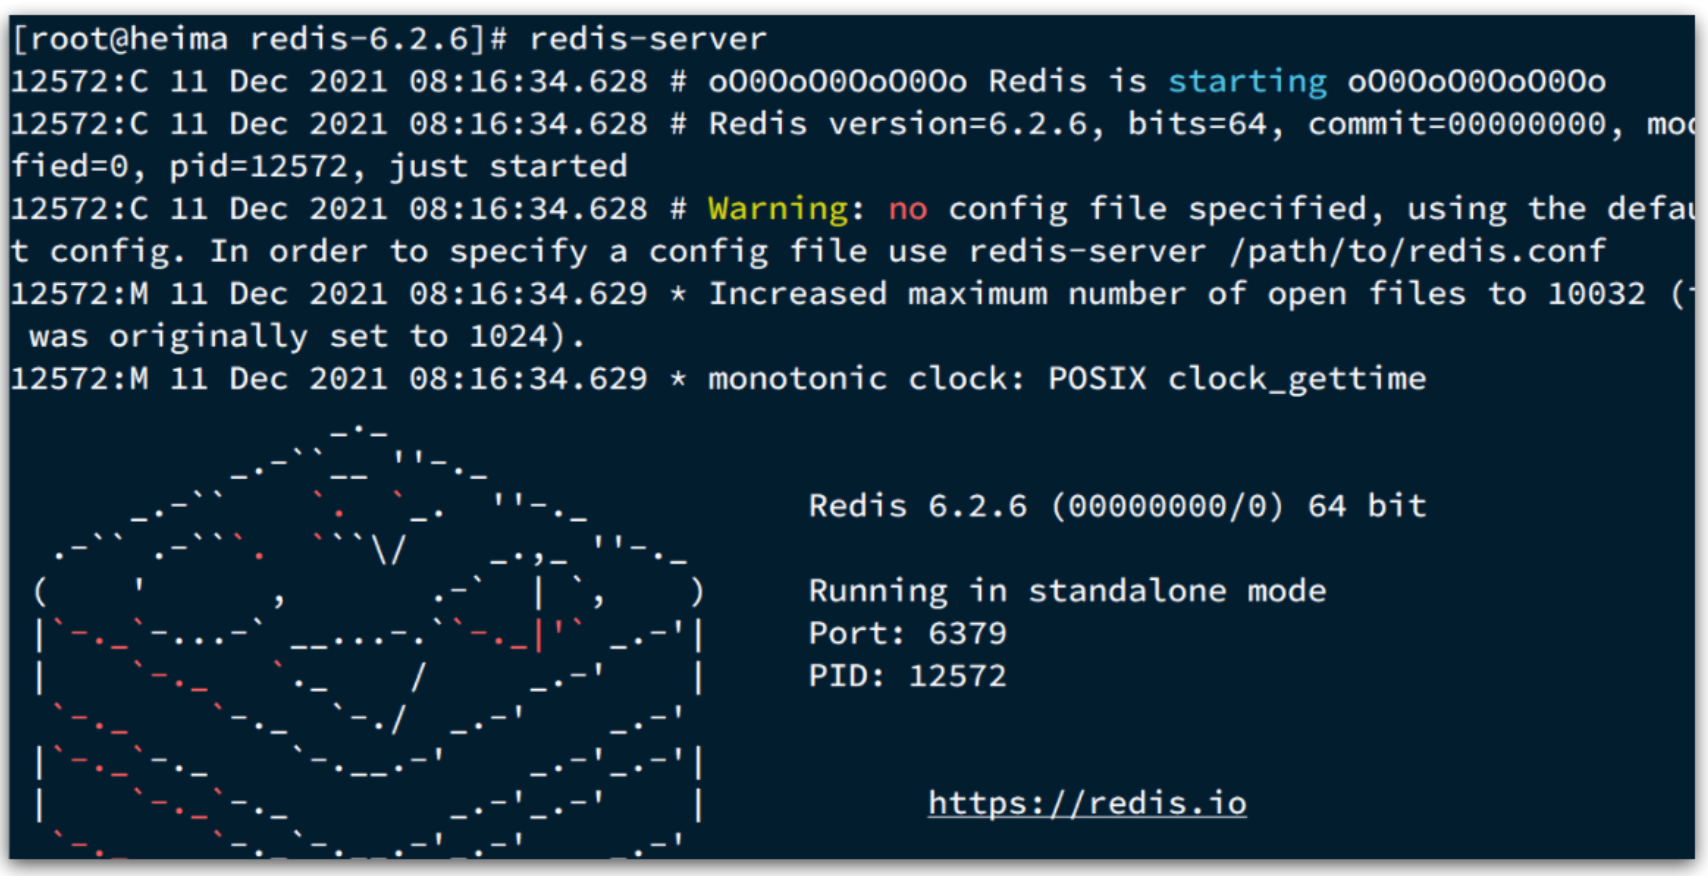 [root@heima redis-6.2.6]# redis-server
12572:C 11 Dec 2021 08:16:34.628 # oO0OoO0OoO0Oo Redis is starting oO0OoO0OoO0Oo
12572:C 11 Dec 2021 08:16:34.628 # Redis version=6.2.6, bits=64, commit=00000000,
fied=0, pid=12572, just started
12572:C 11 Dec 2021 08:16:34.628 # Warning: no config file specified, using the defau
t config. In order to specify a config file use redis-server /path/to/redis.conf
12572:M 11 Dec 2021 08:16:34.629 * Increased maximum number of open files to 10032 (
was originally set to 1024).
12572:M 11 Dec 2021 08:16:34.629 * monotonic clock: POSIX clock_gettime
Redis 6.2.6 (00000000/0) 64 bit
Running in standalone mode
Port: 6379
PID: 12572
https://redis.io